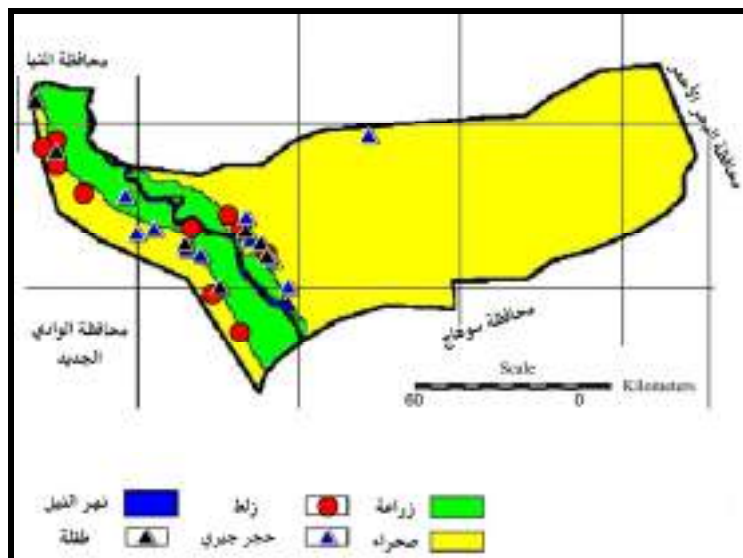 محافظة المنيا
محافظة البحر الأحمر
محافظة سوهاج
محافظة الوادي
الجديد
Scale
Kilometers
60 0
زراعة
زلط
نهر النيل
صحراء
حجر جيري
طفلة